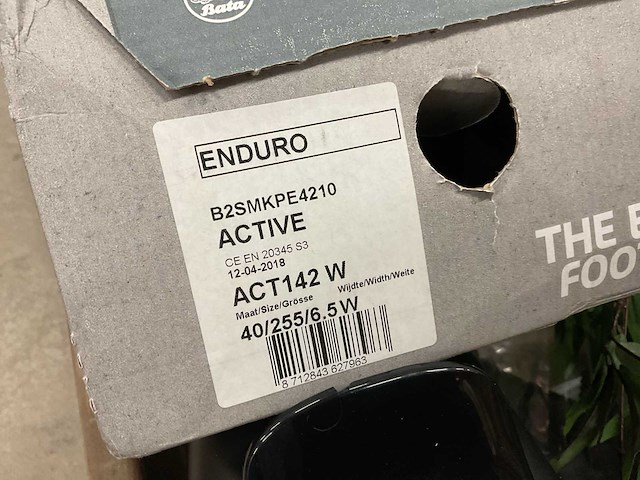 Bata
ENDURO
B2SMKPE4210
ACTIVE
CE EN 20345 S3
12-04-2018
ACT142 W
Maat/Size/Grösse Wijdte/Width/Weite
40/255/6.5 W
8 712843 627963
THE
FOO